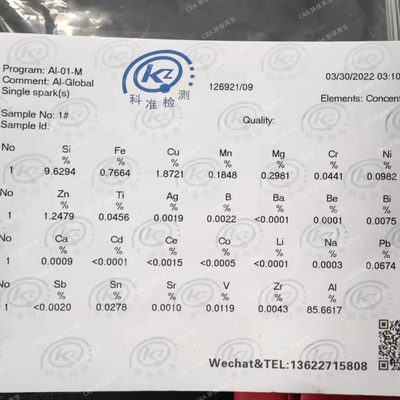 Program: Al-01-M
Comment: Al-Global
Single spark(s)
KZ
科准检测
126921/09
03/30/2022 03:10
Elements: Concent
Sample No: 1#
Sample Id:
Quality:
No Si Fe Cu Mn Mg Cr Ni
% % % % % % %
1 9.6294 0.7664 1.8721 0.1848 0.2981 0.0441 0.0982
No Zn Ti Ag B Ba Be Bi
% % % % % % %
1 1.2479 0.0456 0.0019 0.0022 <0.0001 0.0001 0.0075
No Ca Cd Ce Co Li Na Pb
% % % % % % %
1 0.0009 <0.0001 <0.0015 <0.0005 <0.0001 0.0003 0.0674
No Sb Sn Sr V Zr Al
% % % % % %
1 <0.0020 0.0278 0.0010 0.0119 0.0043 85.6617
Wechat&TEL:13622715808